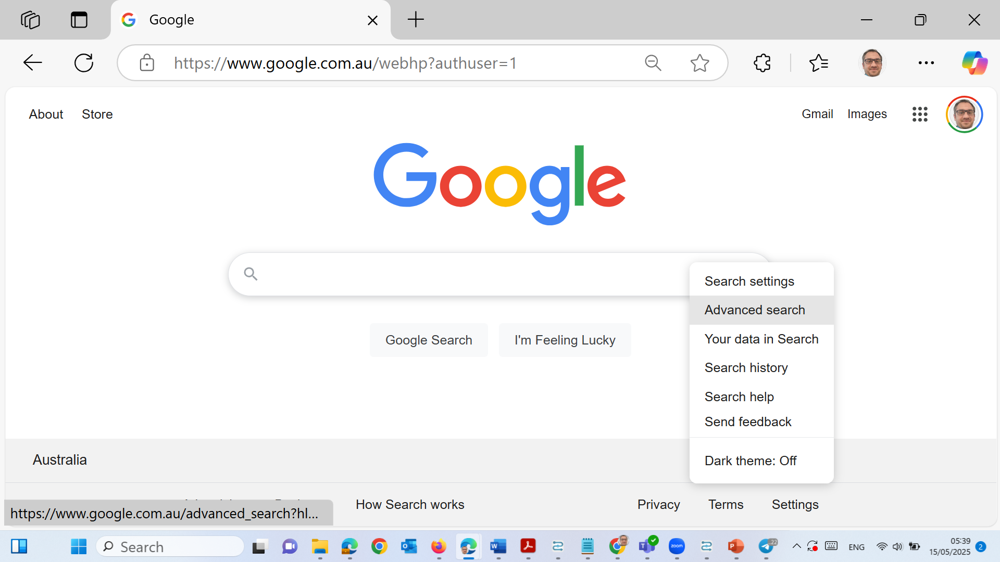 Google
https://www.google.com.au/webhp?authuser=1
About Store
Gmail Images
Google
Search settings
Advanced search
Google Search I'm Feeling Lucky
Your data in Search
Search history
Search help
Send feedback
Dark theme: Off
Australia
How Search works
Privacy Terms Settings
https://www.google.com.au/advanced_search?hl...
Search
zoom
22
ENG
05:39
15/05/2025
2